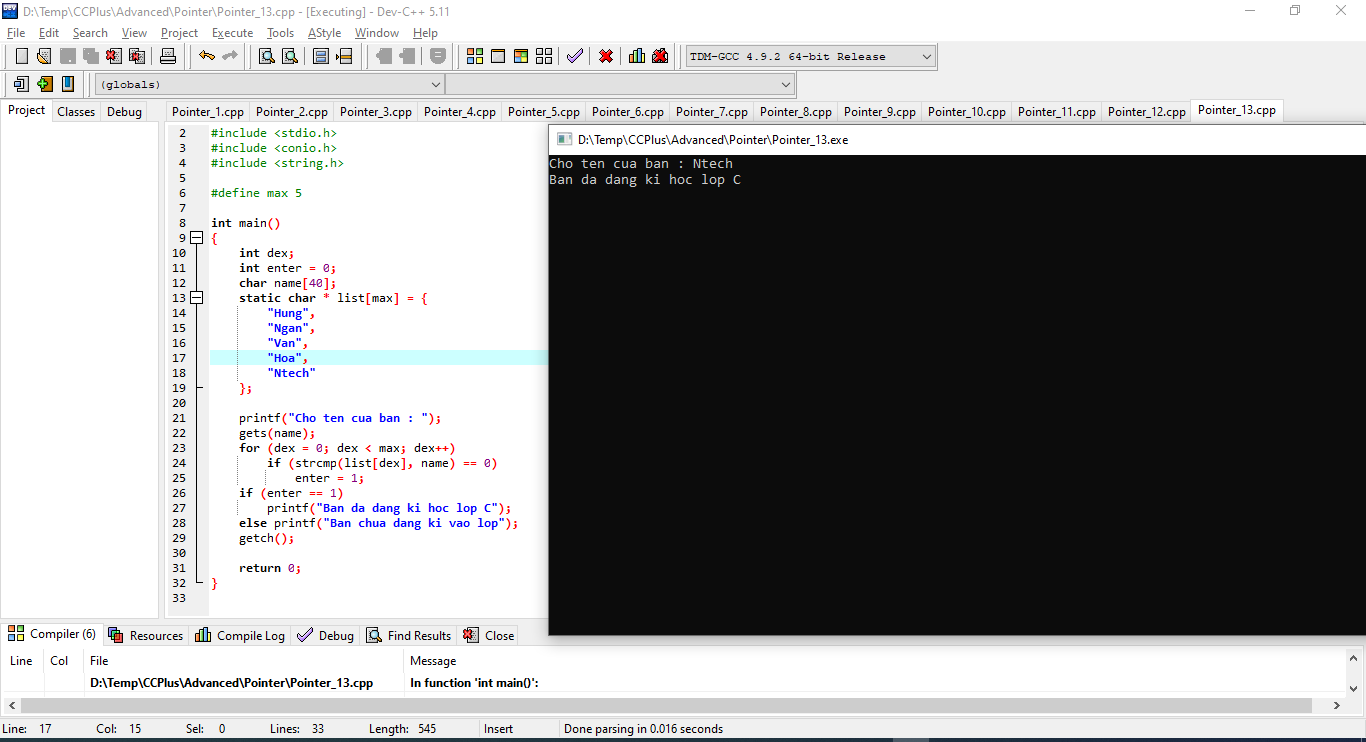 D:\Temp\CCPlus\Advanced\Pointer\Pointer_13.cpp - [Executing] - Dev-C++ 5.11
File Edit Search View Project Execute Tools AStyle Window Help
TDM-GCC 4.9.2 64-bit Release
(globals)
Project Classes Debug
Pointer_1.cpp Pointer_2.cpp Pointer_3.cpp Pointer_4.cpp Pointer_5.cpp Pointer_6.cpp Pointer_7.cpp Pointer_8.cpp Pointer_9.cpp Pointer_10.cpp Pointer_11.cpp Pointer_12.cpp Pointer_13.cpp
2 #include <stdio.h>
3 #include <conio.h>
4 #include <string.h>
5
6 #define max 5
7
8 int main()
9 {
10 int dex;
11 int enter = 0;
12 char name[40];
13 static char * list[max] = {
14 "Hung",
15 "Ngan",
16 "Van",
17 "Hoa",
18 "Ntech"
19 };
20
21 printf("Cho ten cua ban : ");
22 gets(name);
23 for (dex = 0; dex < max; dex++)
24 if (strcmp(list[dex], name) == 0)
25 enter = 1;
26 if (enter == 1)
27 printf("Ban da dang ki hoc lop C");
28 else printf("Ban chua dang ki vao lop");
29 getch();
30
31 return 0;
32 }
33
D:\Temp\CCPlus\Advanced\Pointer\Pointer_13.exe
Cho ten cua ban : Ntech
Ban da dang ki hoc lop C
Compiler (6) Resources Compile Log Debug Find Results Close
Line Col File Message
D:\Temp\CCPlus\Advanced\Pointer\Pointer_13.cpp In function 'int main()':
Line: 17 Col: 15 Sel: 0 Lines: 33 Length: 545 Insert Done parsing in 0.016 seconds